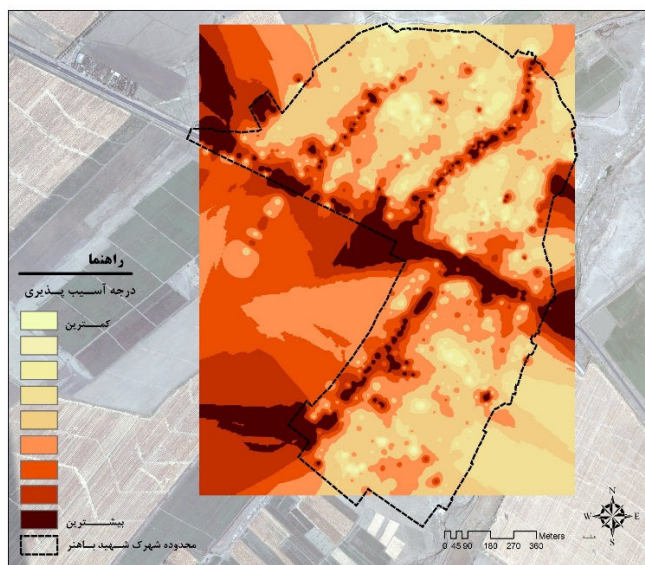 راهنما
درجه آسیب پذیری
کمترین
بیشترین
محدوده شهرک شهید باهنر
N
W E
S
Meters
0 45 90 180 270 360